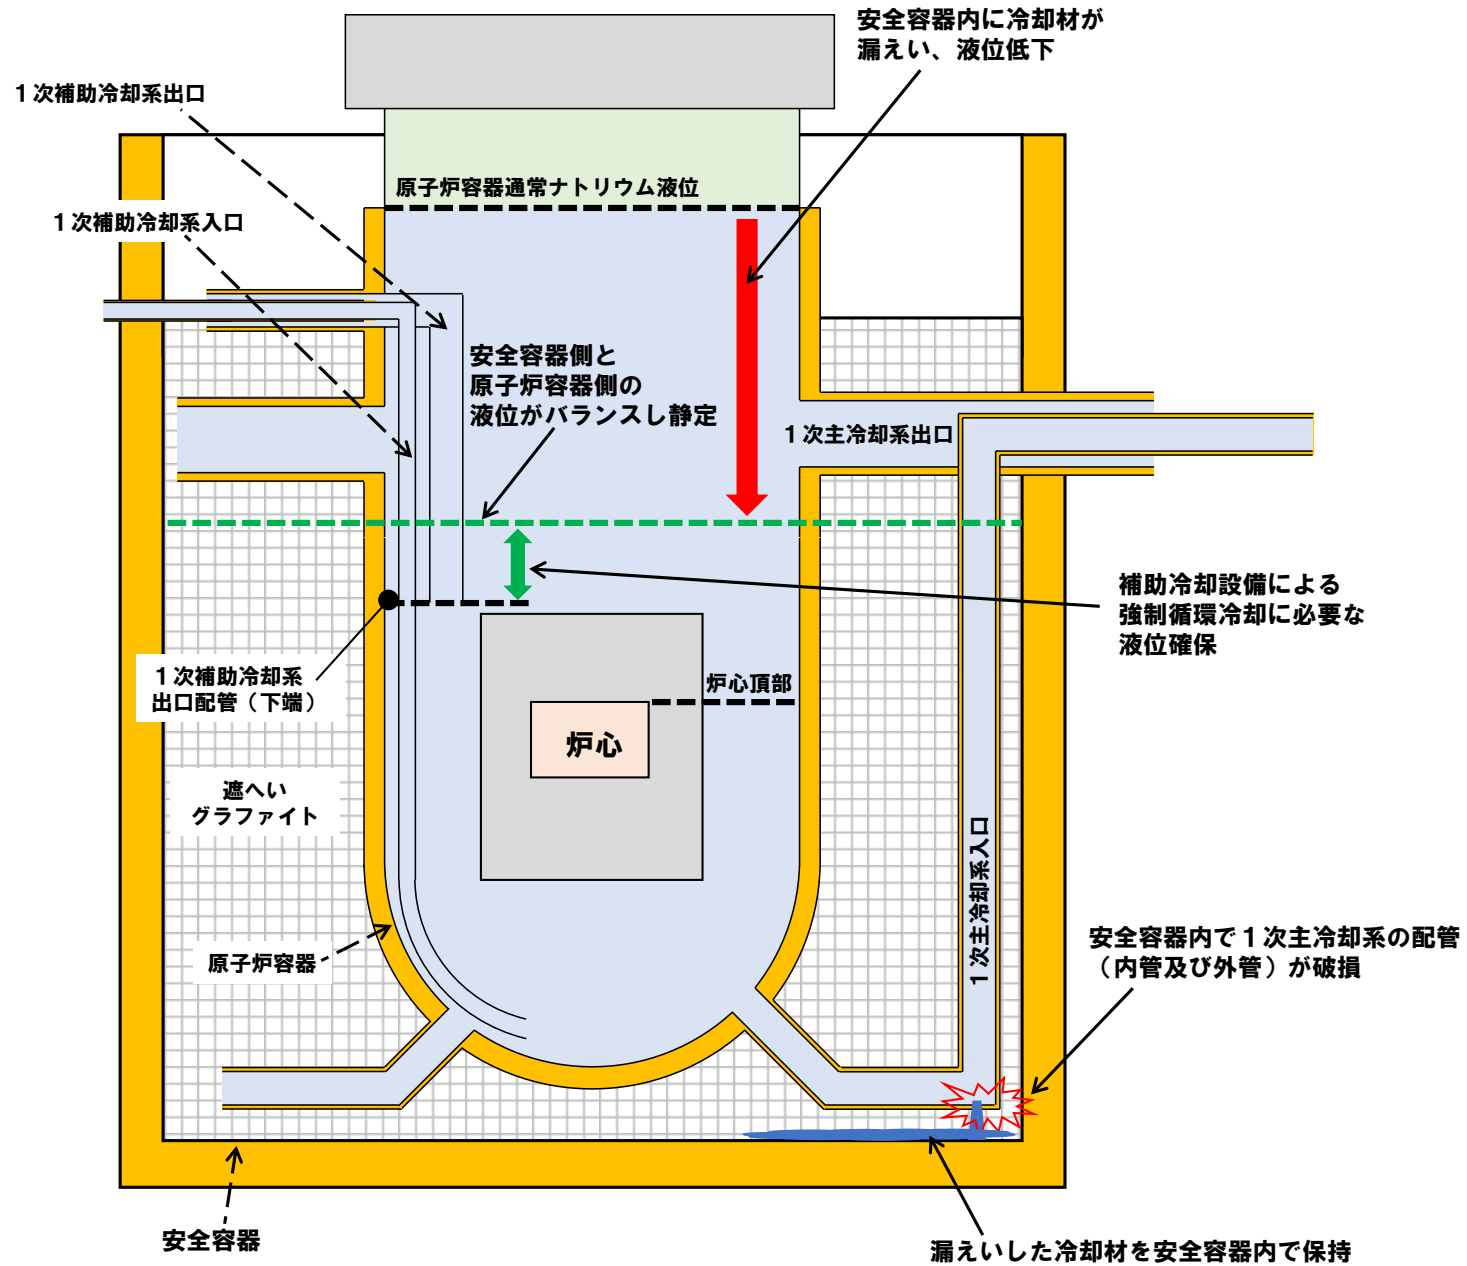 安全容器内に冷却材が
漏えい、液位低下
１次補助冷却系出口
原子炉容器通常ナトリウム液位
１次補助冷却系入口
安全容器側と
原子炉容器側の
液位がバランスし静定
１次主冷却系出口
補助冷却設備による
強制循環冷却に必要な
液位確保
１次補助冷却系
出口配管（下端）
炉心頂部
炉心
遮へい
グラファイト
１次主冷却系入口
原子炉容器
安全容器内で１次主冷却系の配管
（内管及び外管）が破損
安全容器
漏えいした冷却材を安全容器内で保持